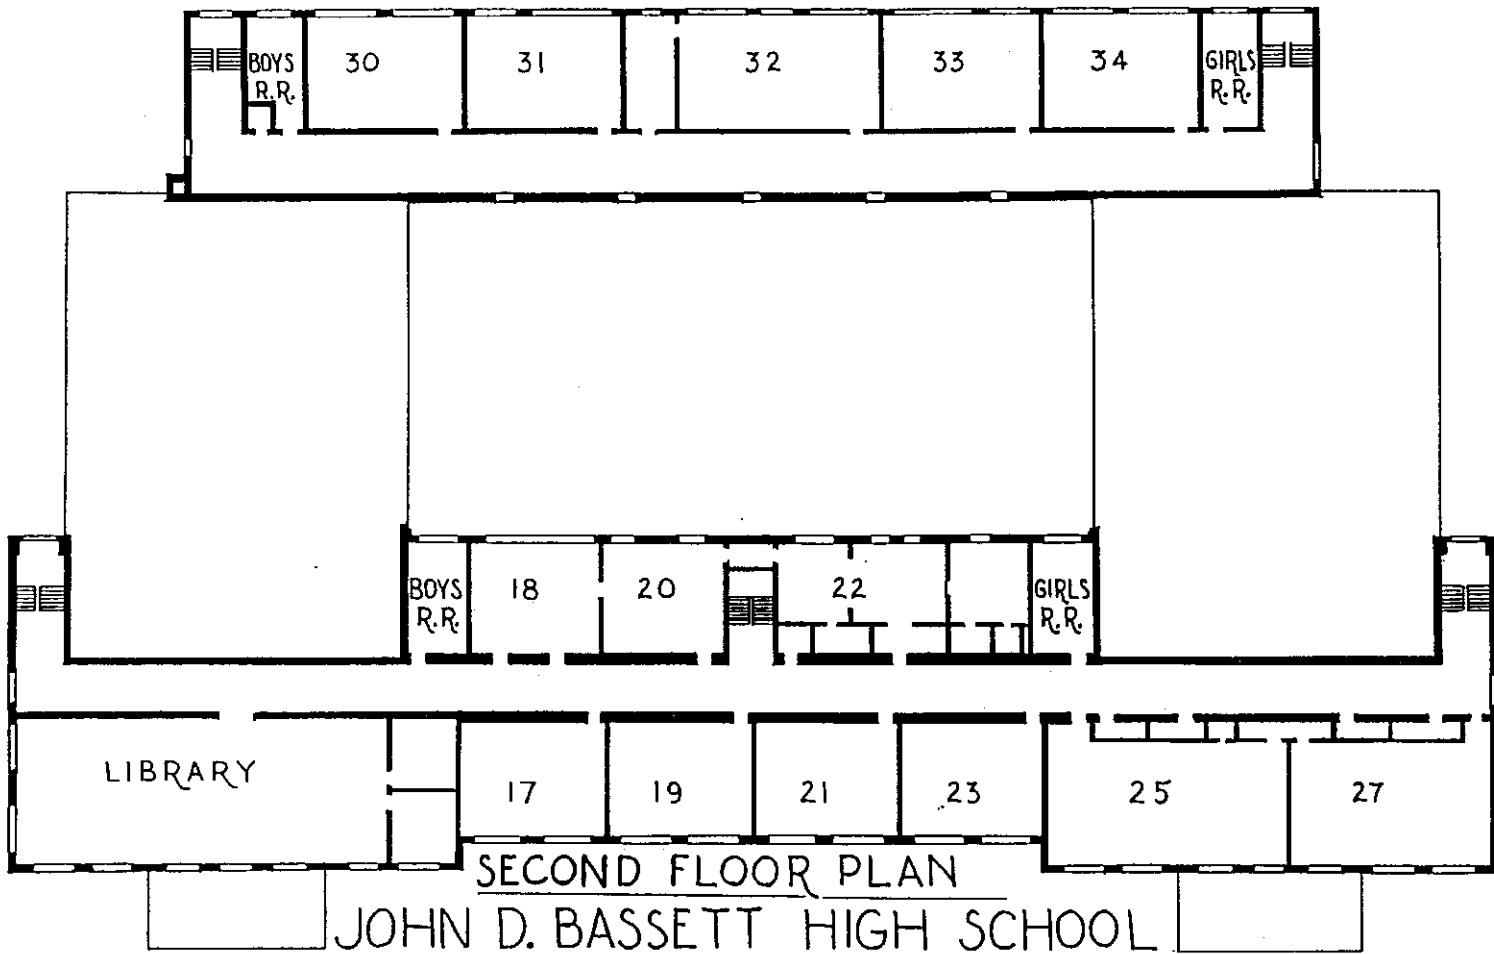 BOYS R.R.
30
31
32
33
34
GIRLS R.R.
BOYS R.R.
18
20
22
GIRLS R.R.
LIBRARY
17
19
21
23
25
27
SECOND FLOOR PLAN
JOHN D. BASSETT HIGH SCHOOL